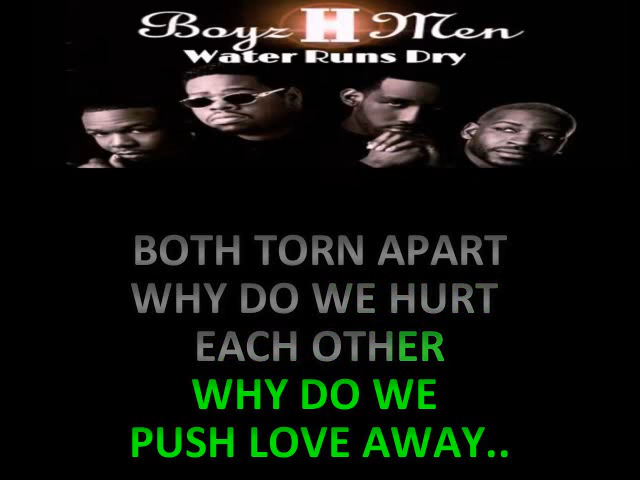 Boyz II Men
Water Runs Dry
BOTH TORN APART
WHY DO WE HURT
EACH OTHER
WHY DO WE
PUSH LOVE AWAY..